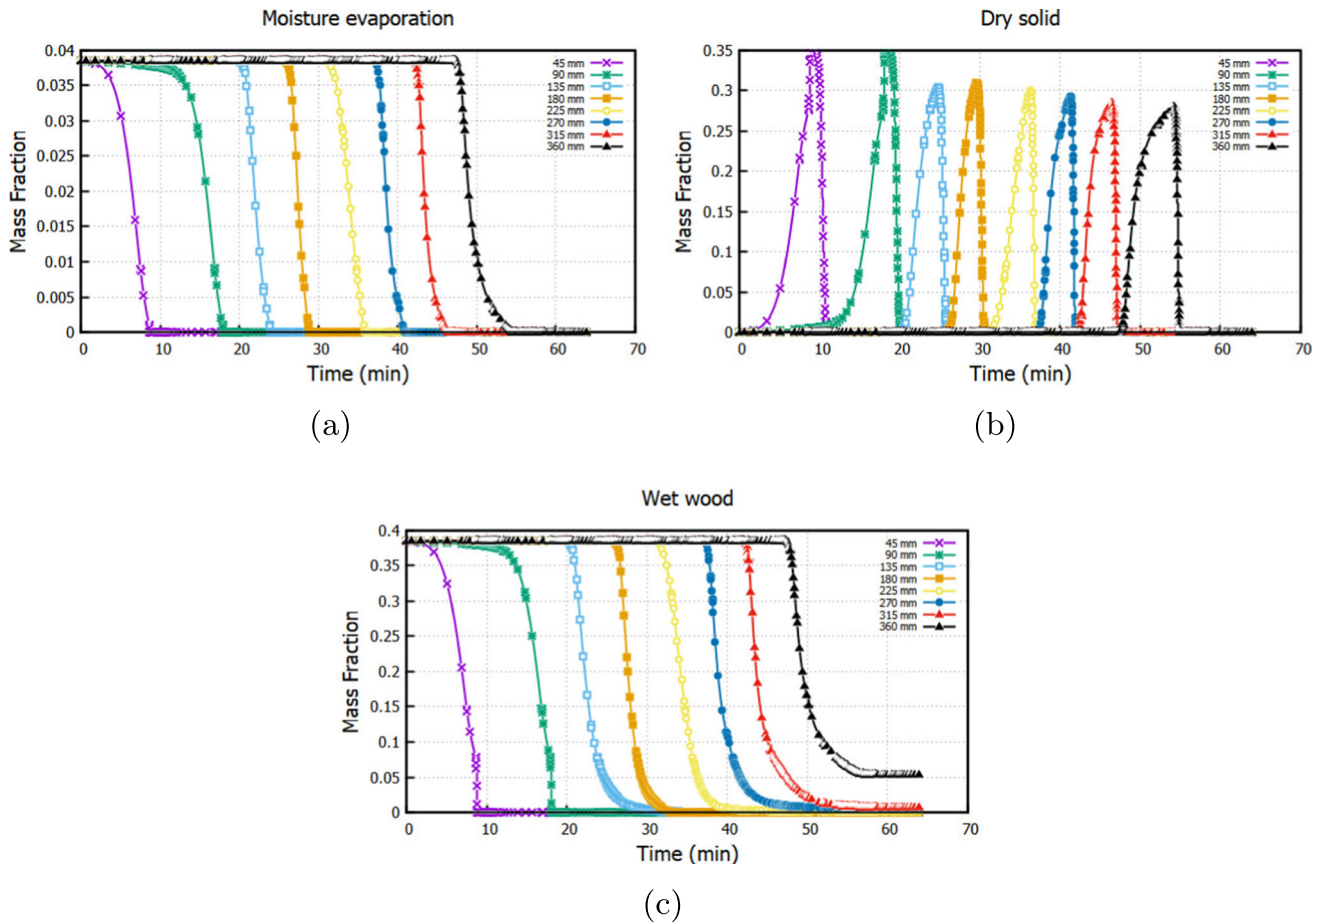 Moisture evaporation
0.04
0.035
0.03
0.025
0.02
0.015
0.01
0.005
0
Mass Fraction
45 mm
90 mm
135 mm
180 mm
225 mm
270 mm
315 mm
360 mm
0 10 20 30 40 50 60 70
Time (min)
(a)
Dry solid
0.35
0.3
0.25
0.2
0.15
0.1
0.05
0
Mass Fraction
45 mm
90 mm
135 mm
180 mm
225 mm
270 mm
315 mm
360 mm
0 10 20 30 40 50 60 70
Time (min)
(b)
Wet wood
0.4
0.35
0.3
0.25
0.2
0.15
0.1
0.05
0
Mass Fraction
45 mm
90 mm
135 mm
180 mm
225 mm
270 mm
315 mm
360 mm
0 10 20 30 40 50 60 70
Time (min)
(c)